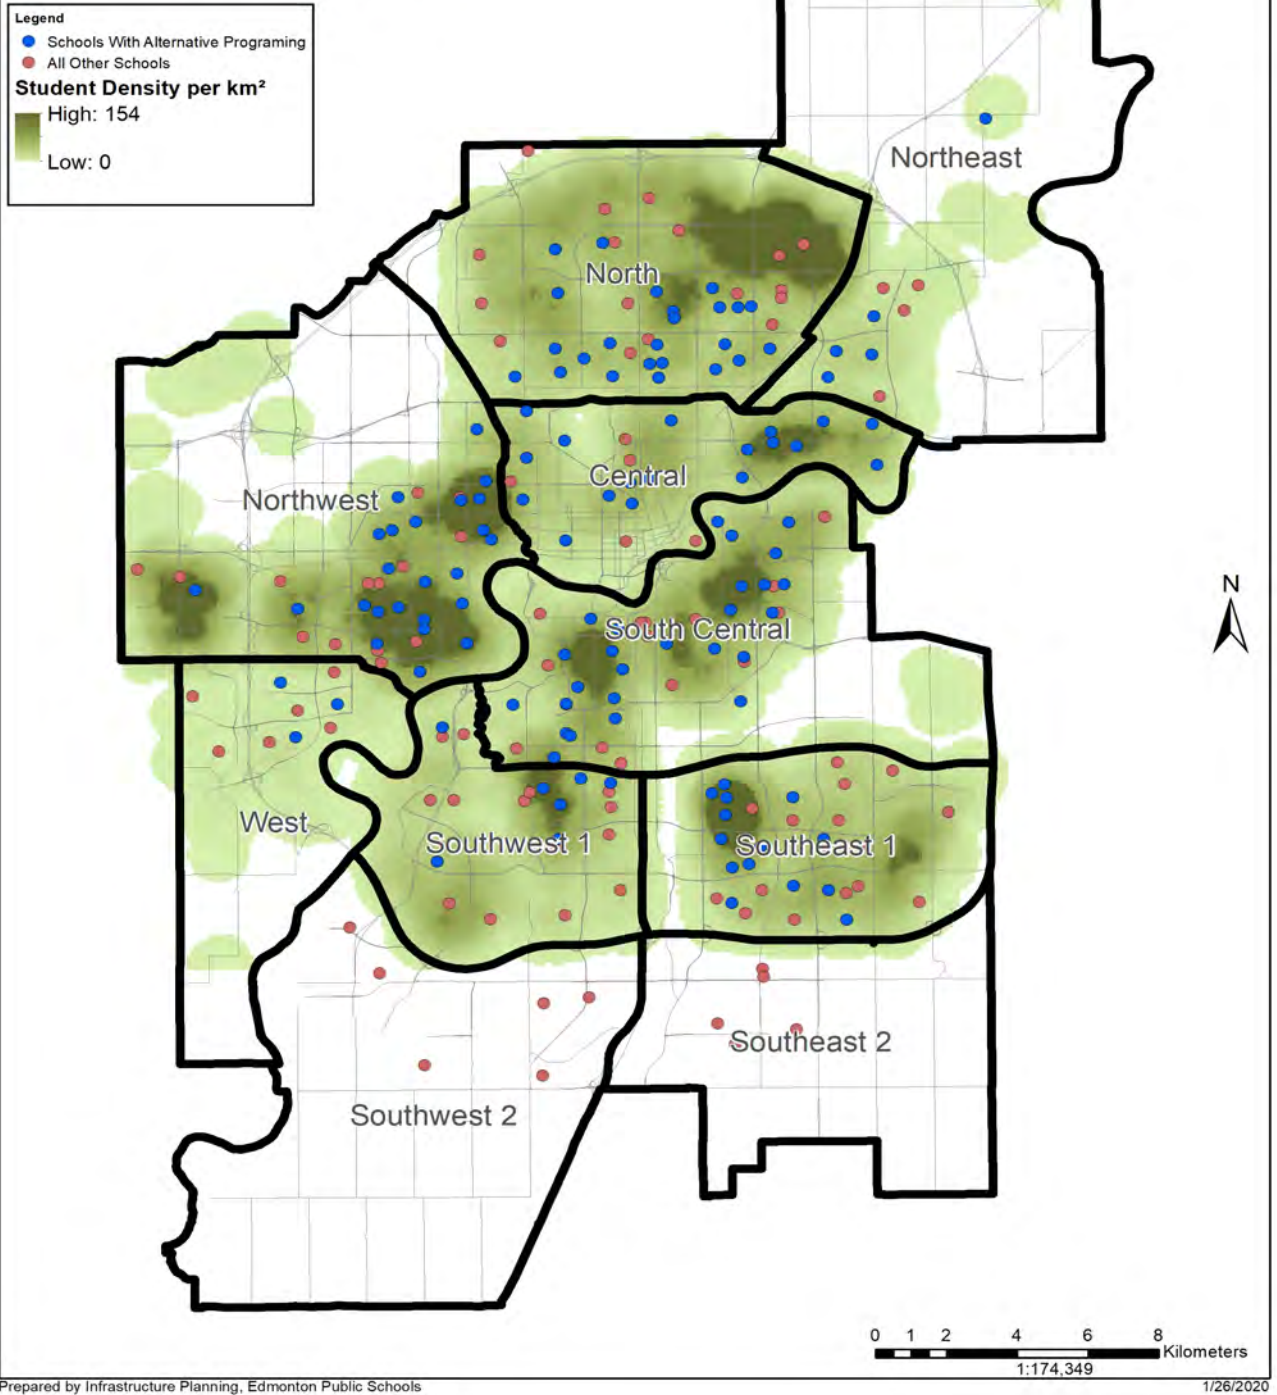 Legend
Schools With Alternative Programing
All Other Schools
Student Density per km²
High: 154
Low: 0
Northeast
North
Central
Northwest
N
South Central
West
Southwest 1
Southeast 1
Southeast 2
Southwest 2
0 1 2 4 6 8
Kilometers
1:174,349
Prepared by Infrastructure Planning, Edmonton Public Schools
1/26/2020